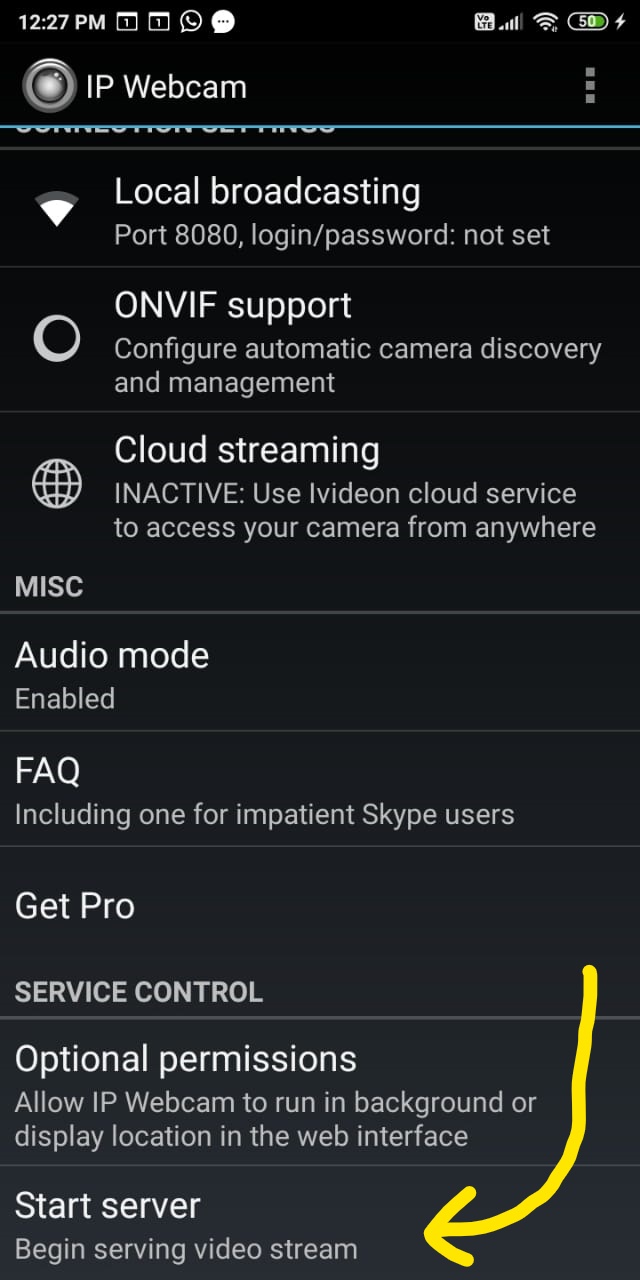 12:27 PM 1 1 Vo LTE 50
IP Webcam
CONNECTION SETTINGS
Local broadcasting
Port 8080, login/password: not set
ONVIF support
Configure automatic camera discovery
and management
Cloud streaming
INACTIVE: Use Ivideon cloud service
to access your camera from anywhere
MISC
Audio mode
Enabled
FAQ
Including one for impatient Skype users
Get Pro
SERVICE CONTROL
Optional permissions
Allow IP Webcam to run in background or
display location in the web interface
Start server
Begin serving video stream